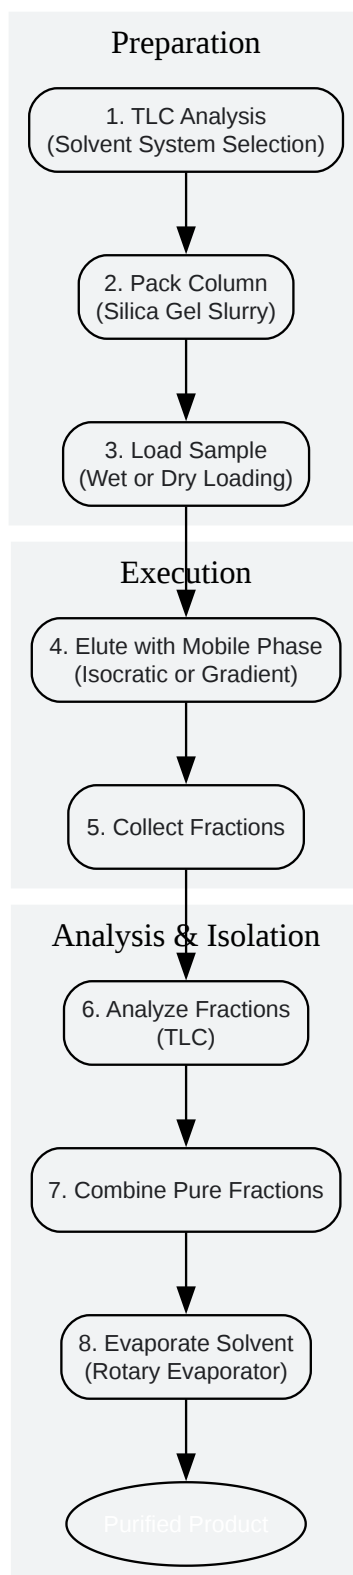 Preparation
1. TLC Analysis
(Solvent System Selection)
2. Pack Column
(Silica Gel Slurry)
3. Load Sample
(Wet or Dry Loading)
Execution
4. Elute with Mobile Phase
(Isocratic or Gradient)
5. Collect Fractions
Analysis & Isolation
6. Analyze Fractions
(TLC)
7. Combine Pure Fractions
8. Evaporate Solvent
(Rotary Evaporator)
Purified Product